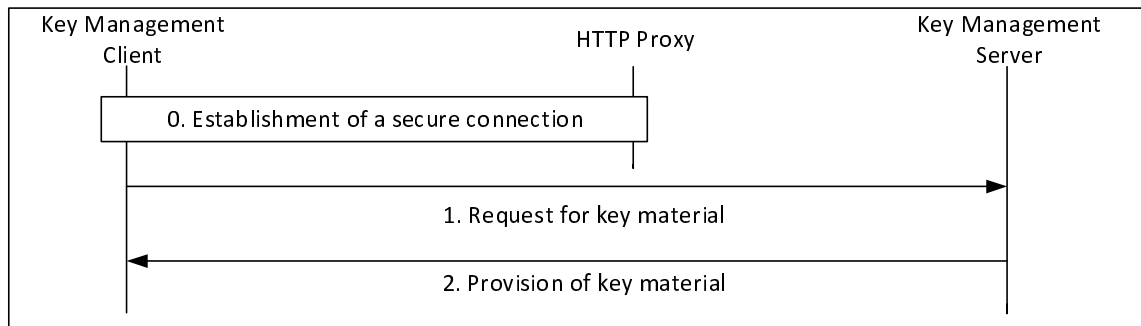 Key Management
Client
HTTP Proxy
Key Management
Server
0. Establishment of a secure connection
1. Request for key material
2. Provision of key material